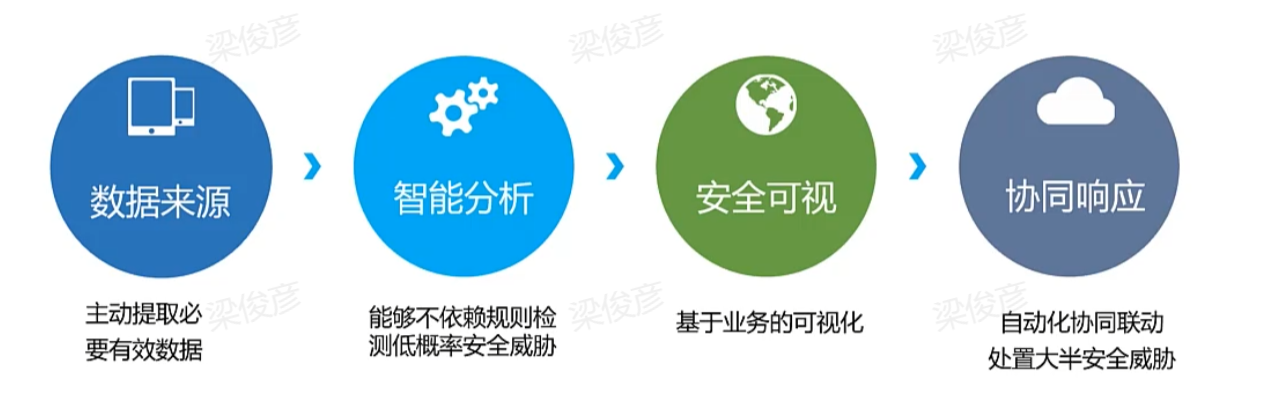 梁俊彦
梁俊彦
梁俊彦
数据来源
智能分析
安全可视
协同响应
主动提取必
要有效数据
梁俊彦
能够不依赖规则检
测低概率安全威胁
梁俊彦
基于业务的可视化
梁俊彦
自动化协同联动
处置大半安全威胁